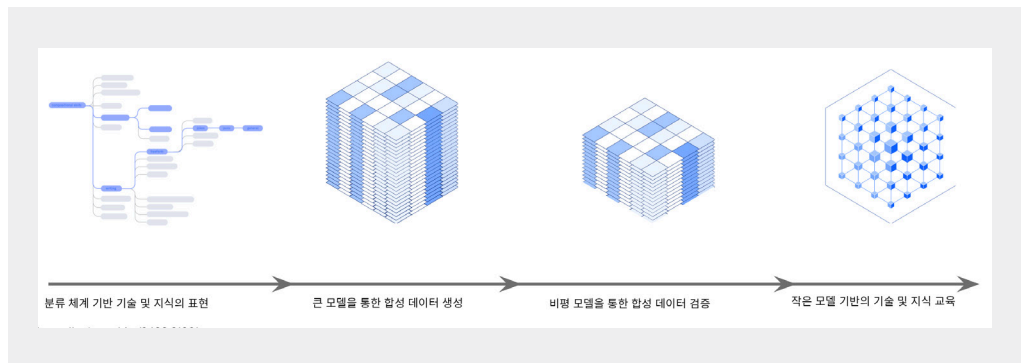 분류 체계 기반 기술 및 지식의 표현
큰 모델을 통한 합성 데이터 생성
비평 모델을 통한 합성 데이터 검증
작은 모델 기반의 기술 및 지식 교육